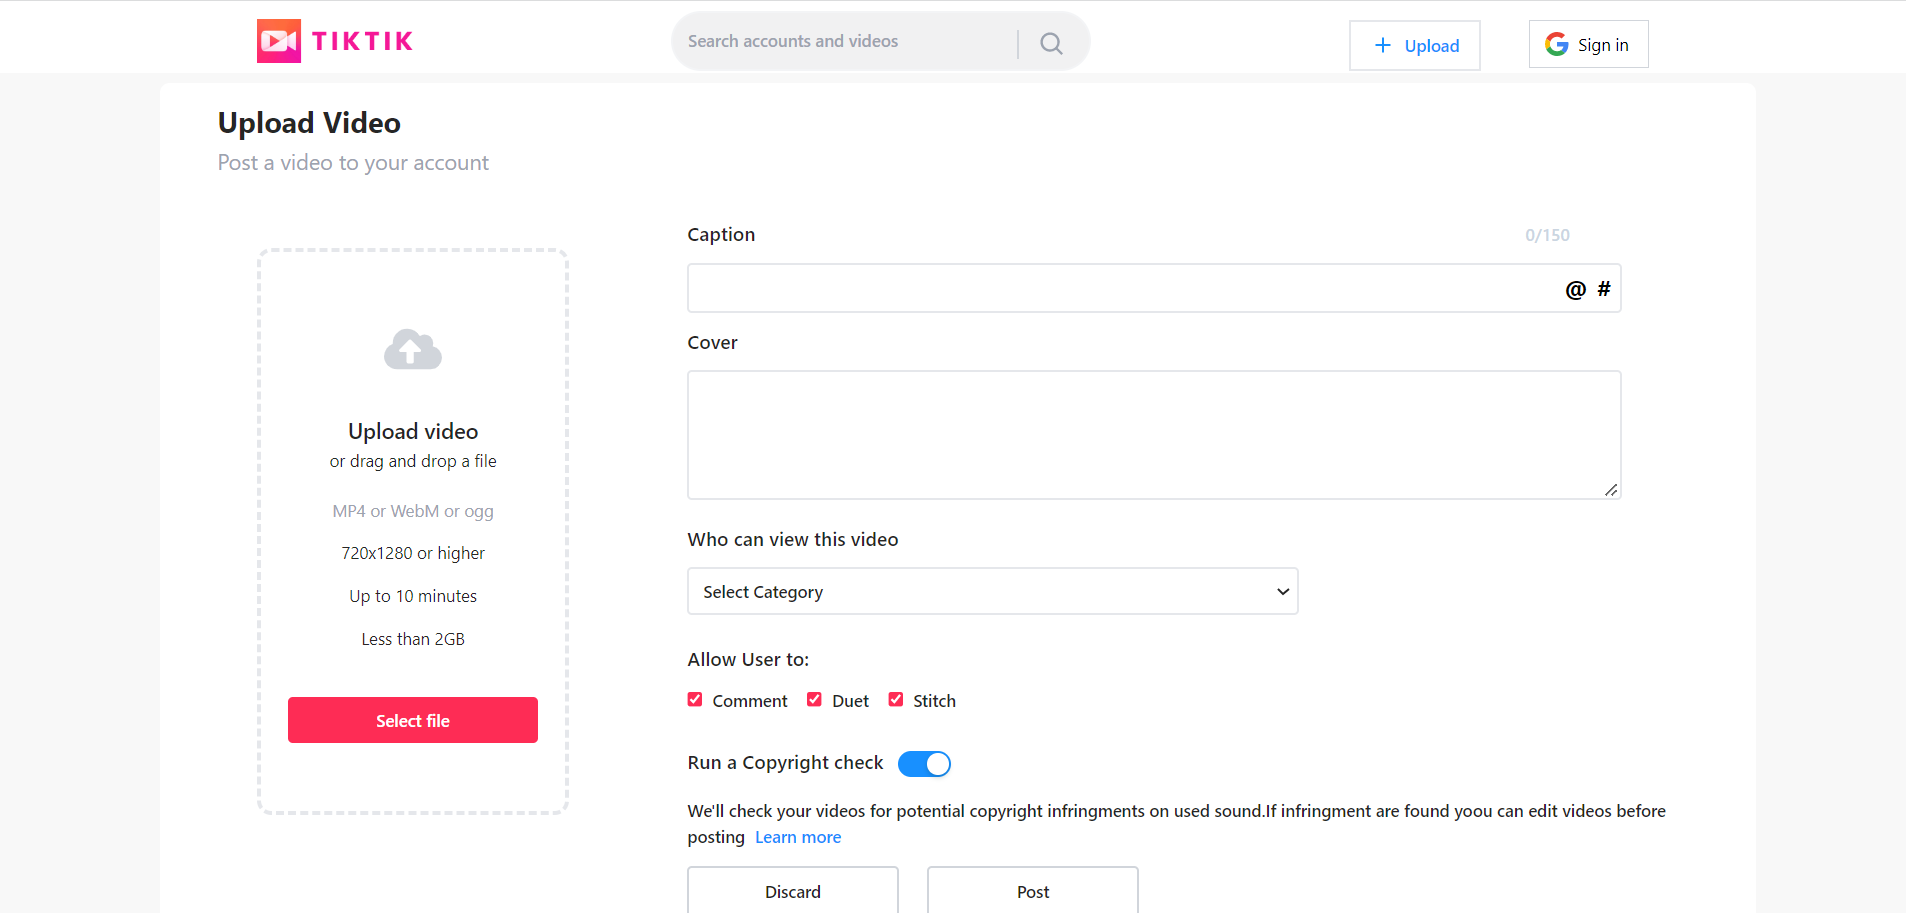 TIKTIK
Search accounts and videos
Upload
Sign in
Upload Video
Post a video to your account
Upload video
or drag and drop a file
MP4 or WebM or ogg
720x1280 or higher
Up to 10 minutes
Less than 2GB
Select file
Caption
0/150
@ #
Cover
Who can view this video
Select Category
Allow User to:
Comment Duet Stitch
Run a Copyright check
We'll check your videos for potential copyright infringments on used sound.If infringment are found yoou can edit videos before
posting Learn more
Discard Post